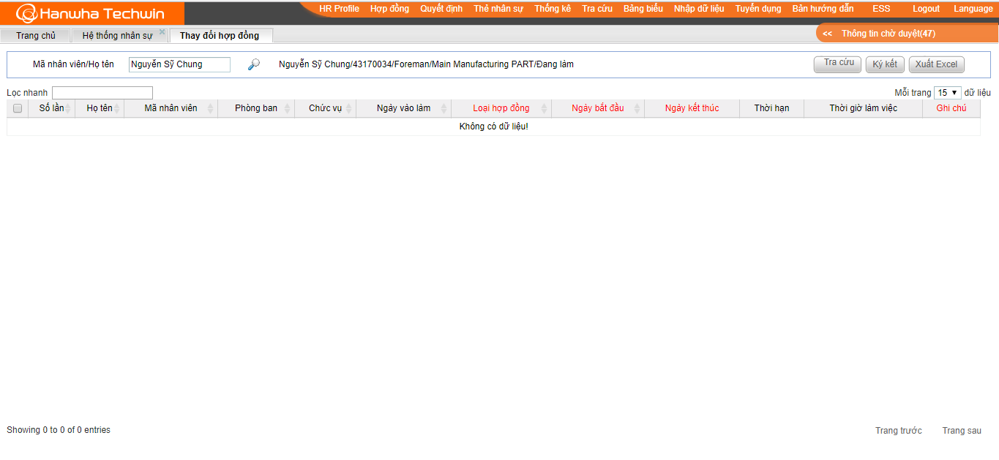 Hanwha Techwin
HR Profile Hợp đồng Quyết định Thẻ nhân sự Thống kê Tra cứu Bảng biểu Nhập dữ liệu Tuyển dụng Bản hướng dẫn ESS Logout Language
Trang chủ Hệ thống nhân sự Thay đổi hợp đồng
<< Thông tin chờ duyệt(47)
Mã nhân viên/Họ tên Nguyễn Sỹ Chung Nguyễn Sỹ Chung/43170034/Foreman/Main Manufacturing PART/Đang làm Tra cứu Ký kết Xuất Excel
Lọc nhanh Mỗi trang 15 dữ liệu
Số lần Họ tên Mã nhân viên Phòng ban Chức vụ Ngày vào làm Loại hợp đồng Ngày bắt đầu Ngày kết thúc Thời hạn Thời giờ làm việc Ghi chú
Không có dữ liệu!
Showing 0 to 0 of 0 entries Trang trước Trang sau